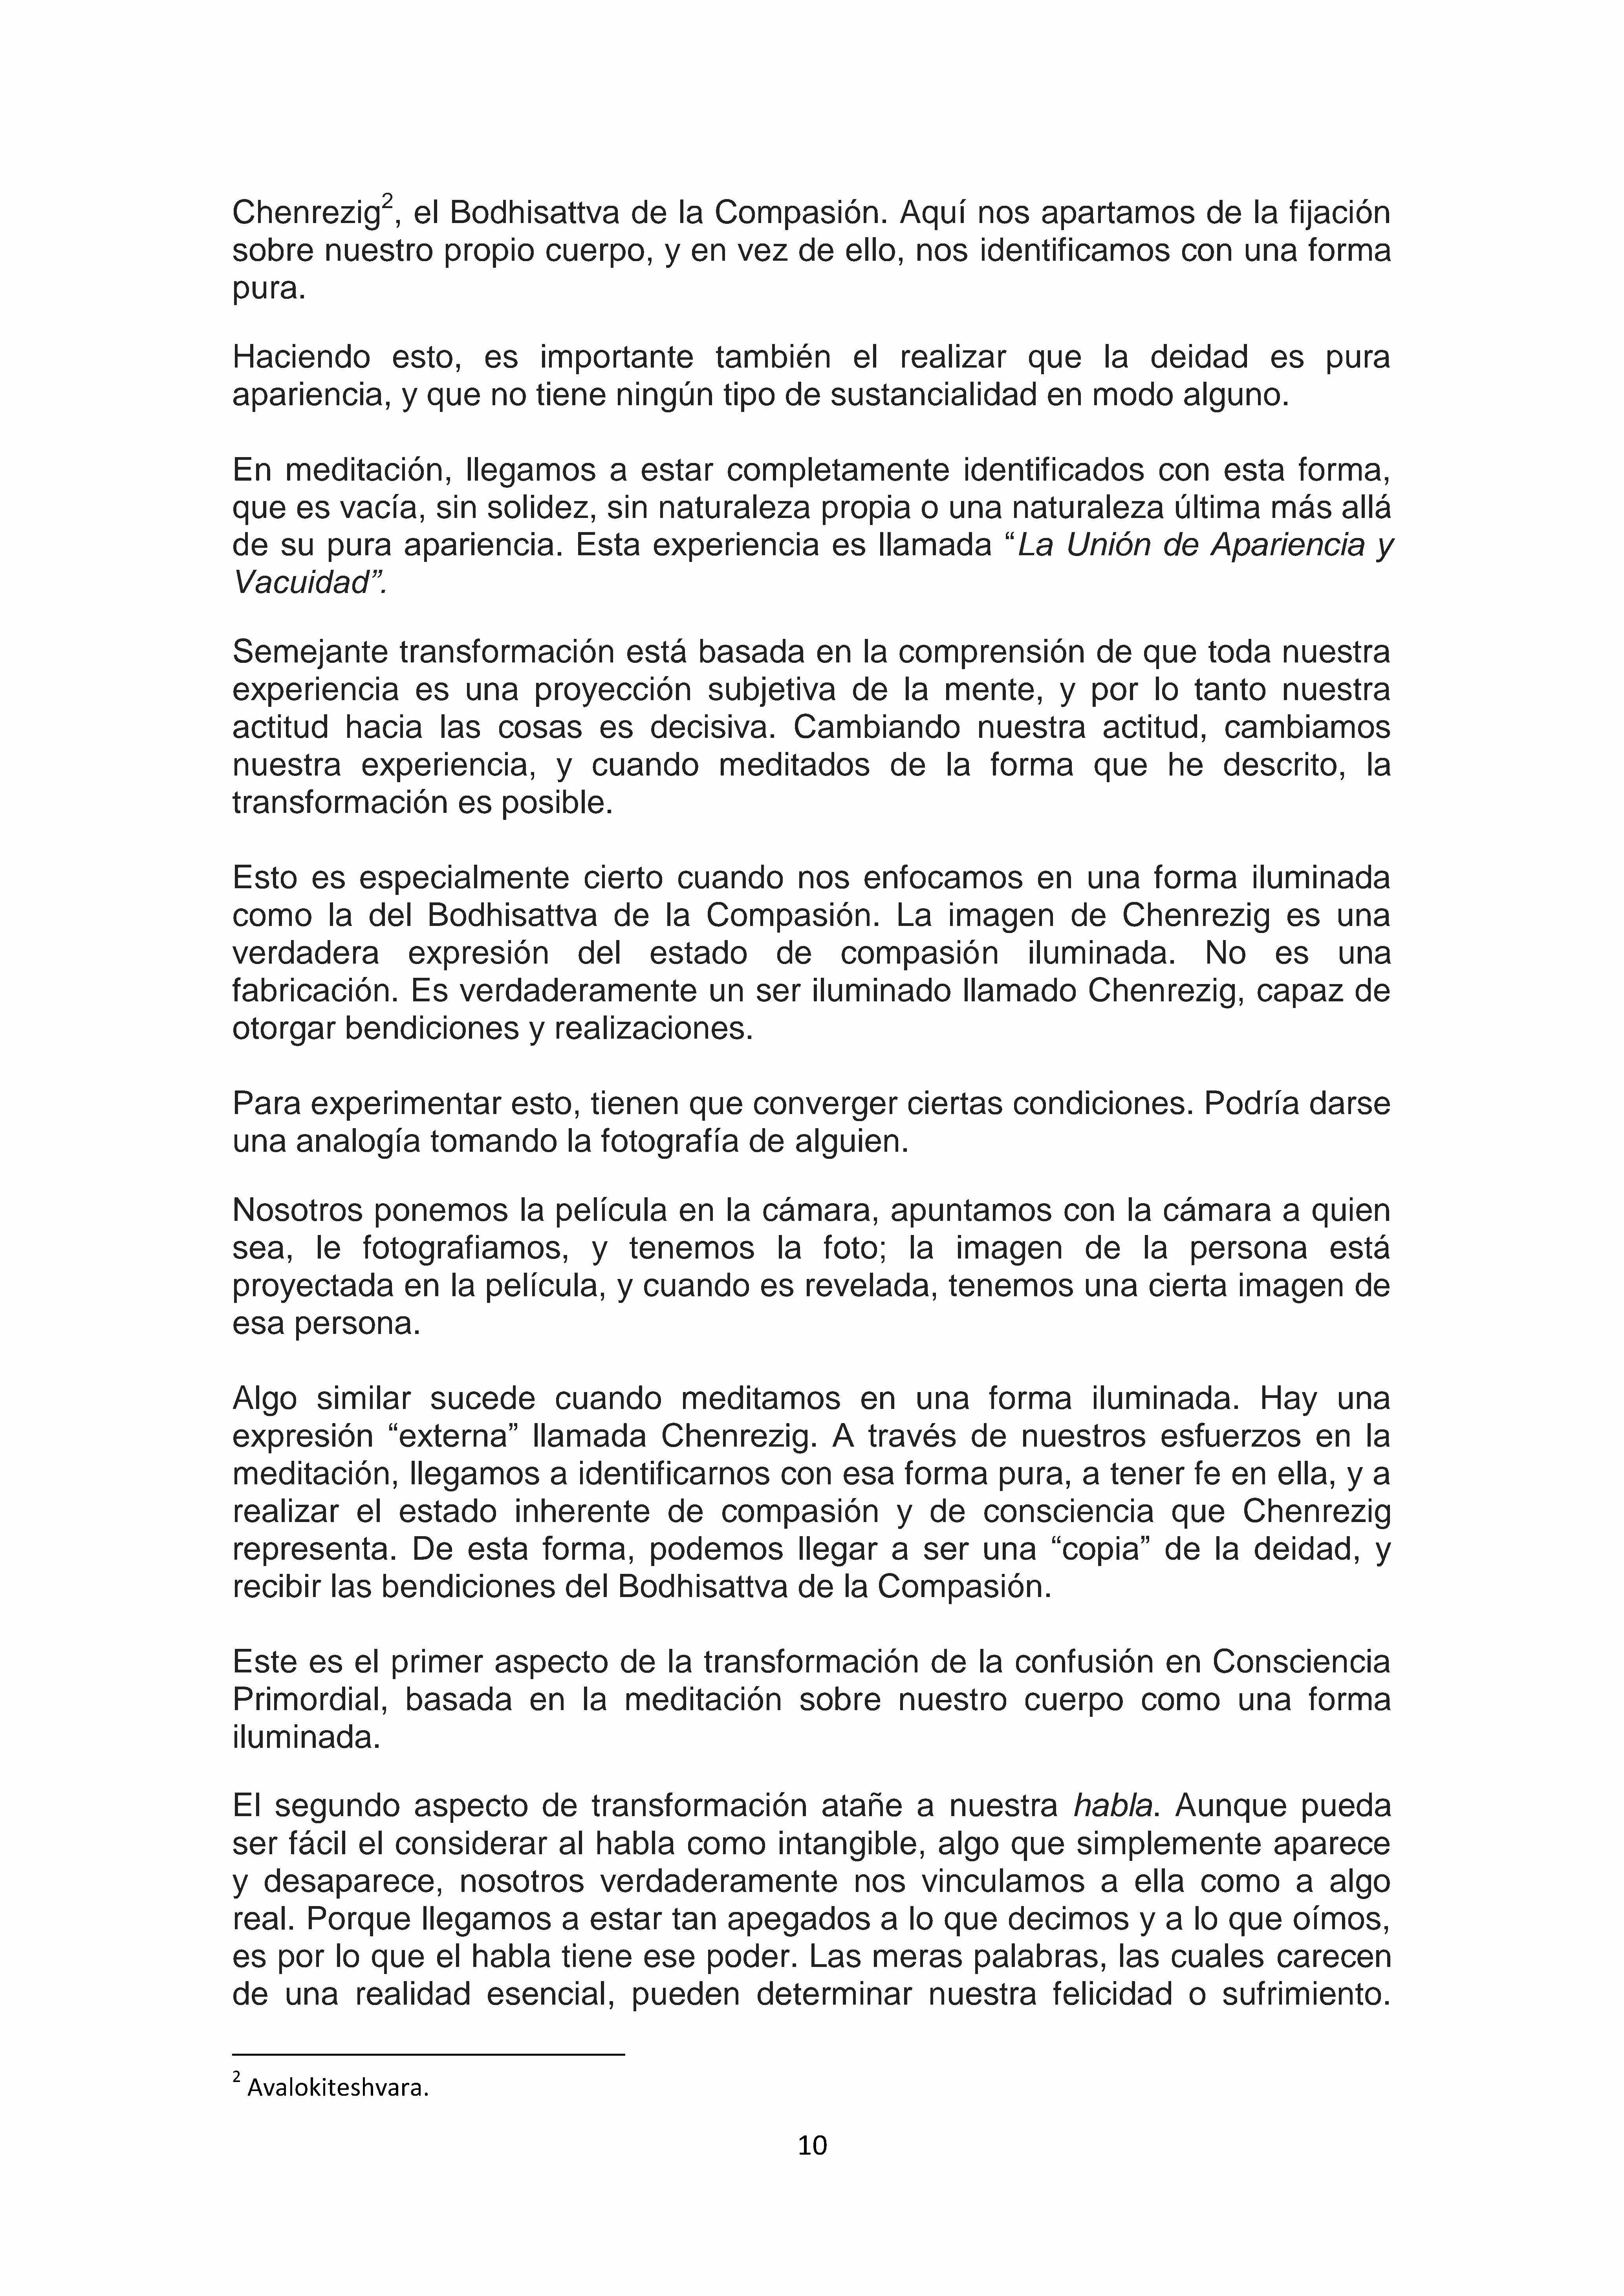 Chenrezig², el Bodhisattva de la Compasión. Aquí nos apartamos de la fijación
sobre nuestro propio cuerpo, y en vez de ello, nos identificamos con una forma
pura.
Haciendo esto, es importante también el realizar que la deidad es pura
apariencia, y que no tiene ningún tipo de sustancialidad en modo alguno.
En meditación, llegamos a estar completamente identificados con esta forma,
que es vacía, sin solidez, sin naturaleza propia o una naturaleza última más allá
de su pura apariencia. Esta experiencia es llamada “La Unión de Apariencia y
Vacuidad”.
Semejante transformación está basada en la comprensión de que toda nuestra
experiencia es una proyección subjetiva de la mente, y por lo tanto nuestra
actitud hacia las cosas es decisiva. Cambiando nuestra actitud, cambiamos
nuestra experiencia, y cuando meditados de la forma que he descrito, la
transformación es posible.
Esto es especialmente cierto cuando nos enfocamos en una forma iluminada
como la del Bodhisattva de la Compasión. La imagen de Chenrezig es una
verdadera expresión del estado de compasión iluminada. No es una
fabricación. Es verdaderamente un ser iluminado llamado Chenrezig, capaz de
otorgar bendiciones y realizaciones.
Para experimentar esto, tienen que converger ciertas condiciones. Podría darse
una analogía tomando la fotografía de alguien.
Nosotros ponemos la película en la cámara, apuntamos con la cámara a quien
sea, le fotografiamos, y tenemos la foto; la imagen de la persona está
proyectada en la película, y cuando es revelada, tenemos una cierta imagen de
esa persona.
Algo similar sucede cuando meditamos en una forma iluminada. Hay una
expresión “externa” llamada Chenrezig. A través de nuestros esfuerzos en la
meditación, llegamos a identificarnos con esa forma pura, a tener fe en ella, y a
realizar el estado inherente de compasión y de consciencia que Chenrezig
representa. De esta forma, podemos llegar a ser una “copia” de la deidad, y
recibir las bendiciones del Bodhisattva de la Compasión.
Este es el primer aspecto de la transformación de la confusión en Consciencia
Primordial, basada en la meditación sobre nuestro cuerpo como una forma
iluminada.
El segundo aspecto de transformación atañe a nuestra habla. Aunque pueda
ser fácil el considerar al habla como intangible, algo que simplemente aparece
y desaparece, nosotros verdaderamente nos vinculamos a ella como a algo
real. Porque llegamos a estar tan apegados a lo que decimos y a lo que oímos,
es por lo que el habla tiene ese poder. Las meras palabras, las cuales carecen
de una realidad esencial, pueden determinar nuestra felicidad o sufrimiento.
² Avalokiteshvara.
10